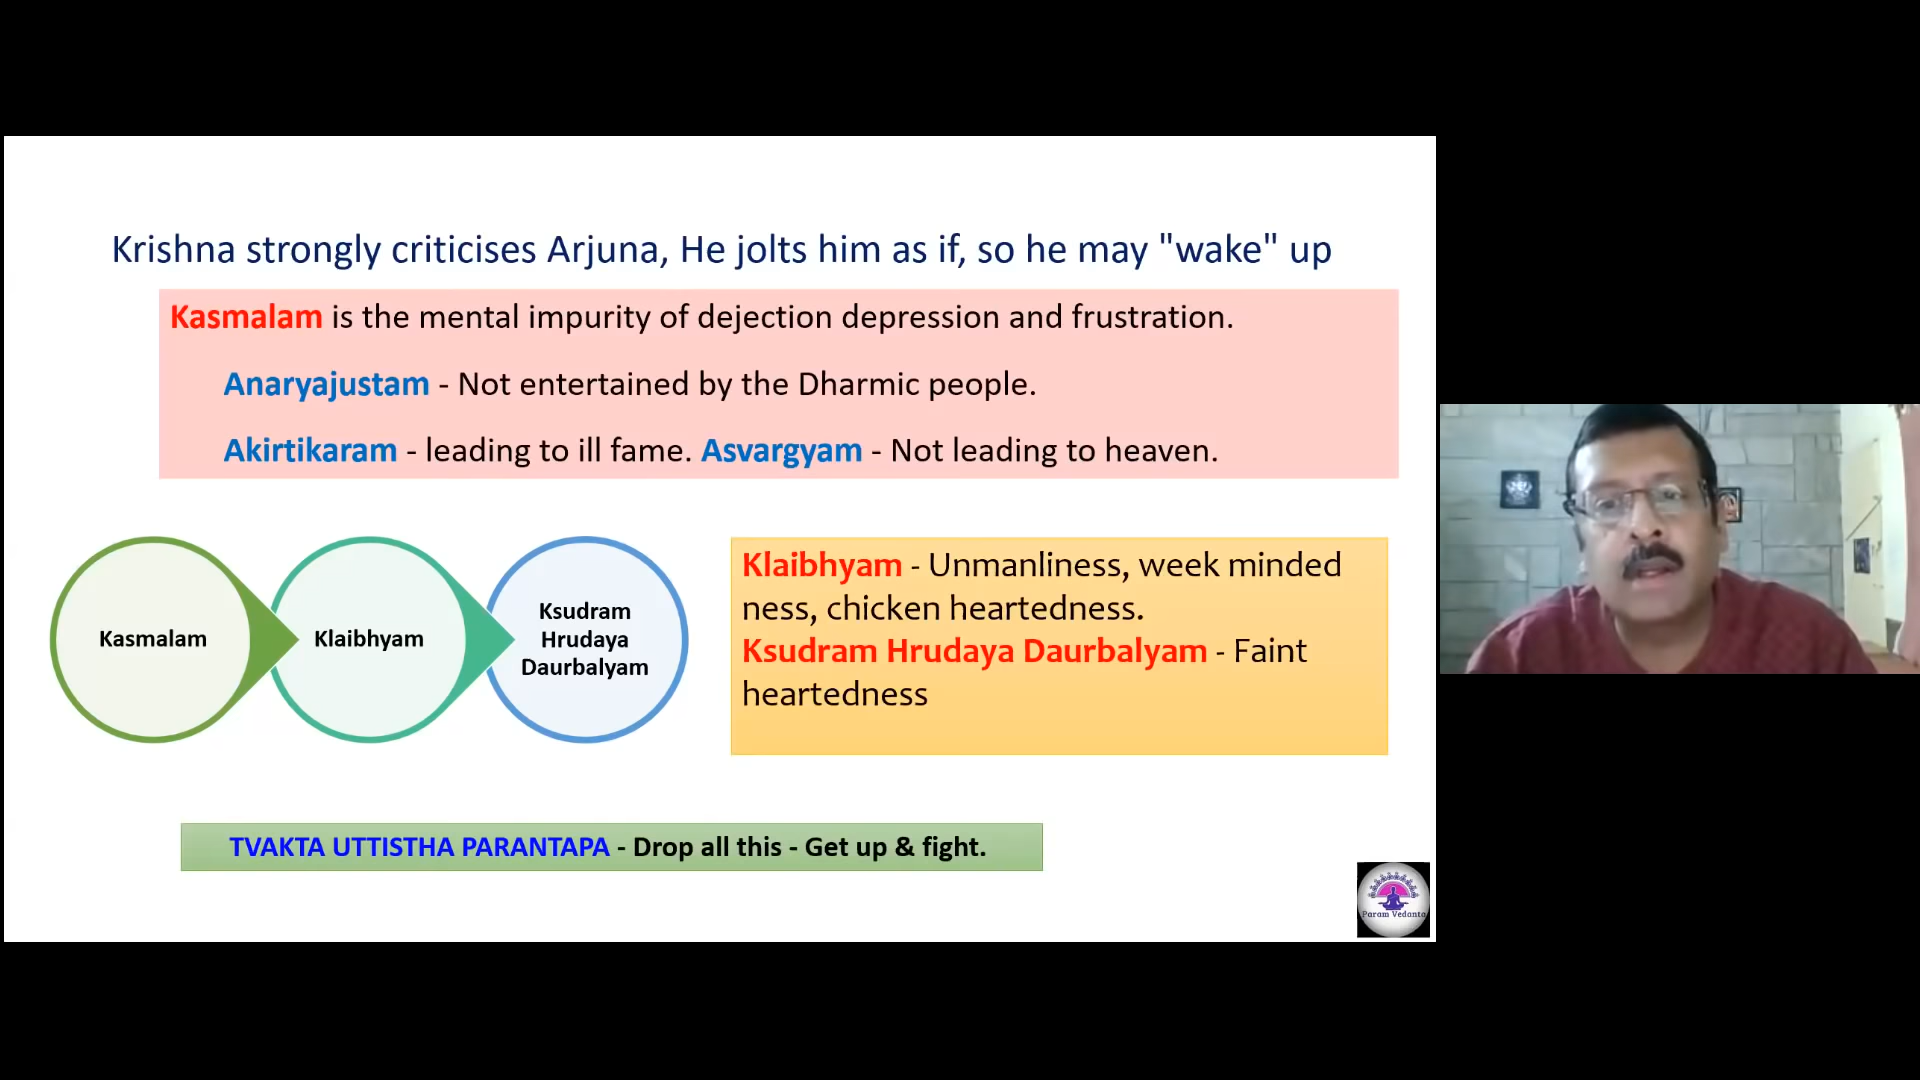 Krishna strongly criticises Arjuna, He jolts him as if, so he may "wake" up
Kasmalam is the mental impurity of dejection depression and frustration.
Anaryajustam - Not entertained by the Dharmic people.
Akirtikaram - leading to ill fame. Asvargyam - Not leading to heaven.
Kasmalam
Klaibhyam
Ksudram
Hrudaya
Daurbalyam
Klaibhyam - Unmanliness, week minded
ness, chicken heartedness.
Ksudram Hrudaya Daurbalyam - Faint
heartedness
TVAKTA UTTISTHA PARANTAPA - Drop all this - Get up & fight.
Param Vedanta